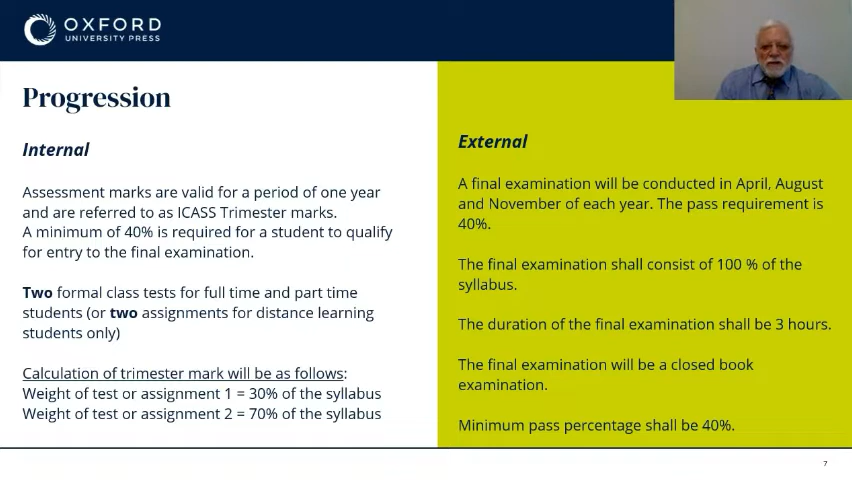 OXFORD
UNIVERSITY PRESS
Progression
Internal
Assessment marks are valid for a period of one year
and are referred to as ICASS Trimester marks.
A minimum of 40% is required for a student to qualify
for entry to the final examination.
Two formal class tests for full time and part time
students (or two assignments for distance learning
students only)
Calculation of trimester mark will be as follows:
Weight of test or assignment 1 = 30% of the syllabus
Weight of test or assignment 2 = 70% of the syllabus
External
A final examination will be conducted in April, August
and November of each year. The pass requirement is
40%.
The final examination shall consist of 100 % of the
syllabus.
The duration of the final examination shall be 3 hours.
The final examination will be a closed book
examination.
Minimum pass percentage shall be 40%.
7